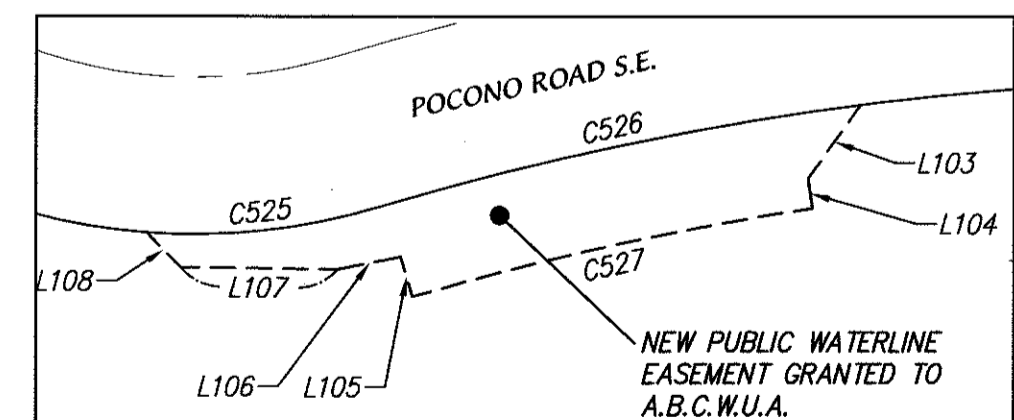 POCONO ROAD S.E.
C526
L103
C525
L104
C527
L108
L107
NEW PUBLIC WATERLINE
EASEMENT GRANTED TO
A.B.C.W.U.A.
L106
L105